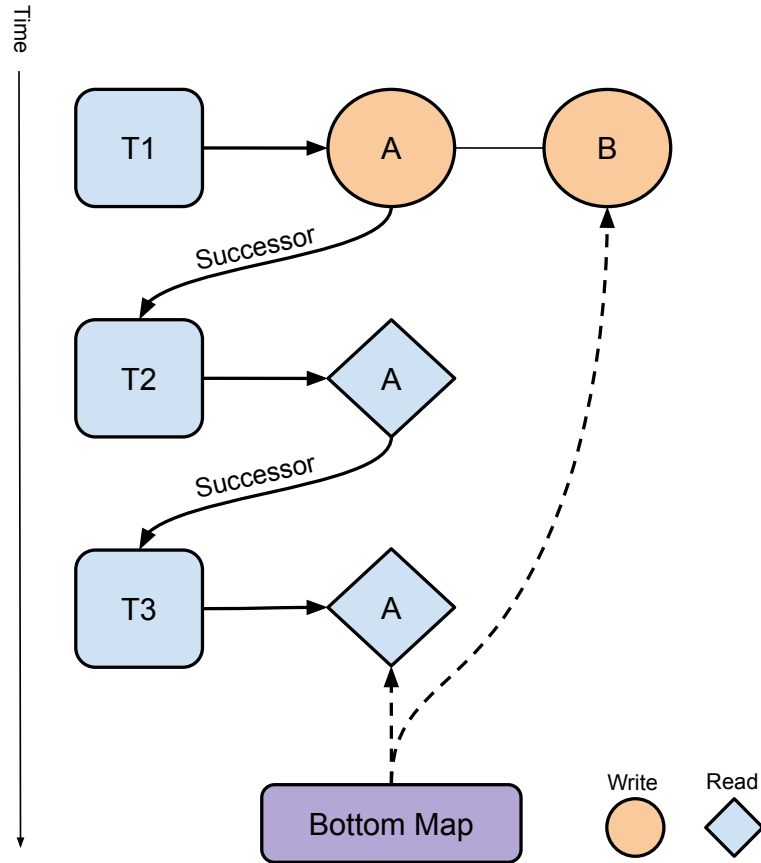 Time
T1
A
B
Successor
T2
A
Successor
T3
A
Bottom Map
Write
Read